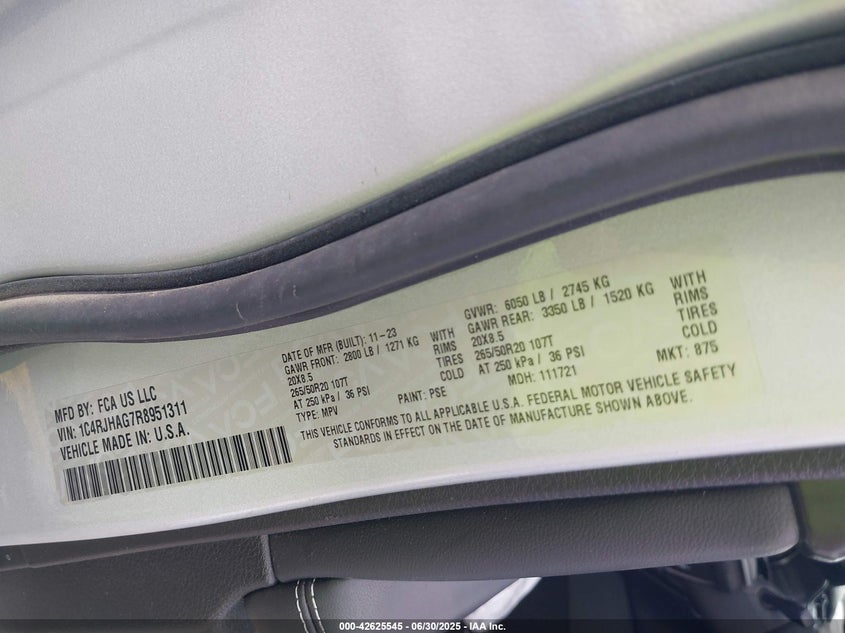 MFD BY: FCA US LLC
VIN: 1C4RJHAG7R8951311
VEHICLE MADE IN U.S.A.
DATE OF MFR (BUILT): 11-23
GAWR FRONT: 2800 LB / 1271 KG WITH
20X8.5 RIMS
265/50R20 107T TIRES
AT 250 kPa / 36 PSI COLD
TYPE: MPV PAINT: PSE
GVWR: 6050 LB / 2745 KG
GAWR REAR: 3350 LB / 1520 KG WITH
20X8.5 RIMS
265/50R20 107T TIRES
AT 250 kPa / 36 PSI COLD
MDH: 111721 MKT: 875
THIS VEHICLE CONFORMS TO ALL APPLICABLE U.S.A. FEDERAL MOTOR VEHICLE SAFETY
STANDARDS IN EFFECT ON THE DATE OF MANUFACTURE SHOWN ABOVE.
000-42625545 - 06/30/2025 - IAA Inc.